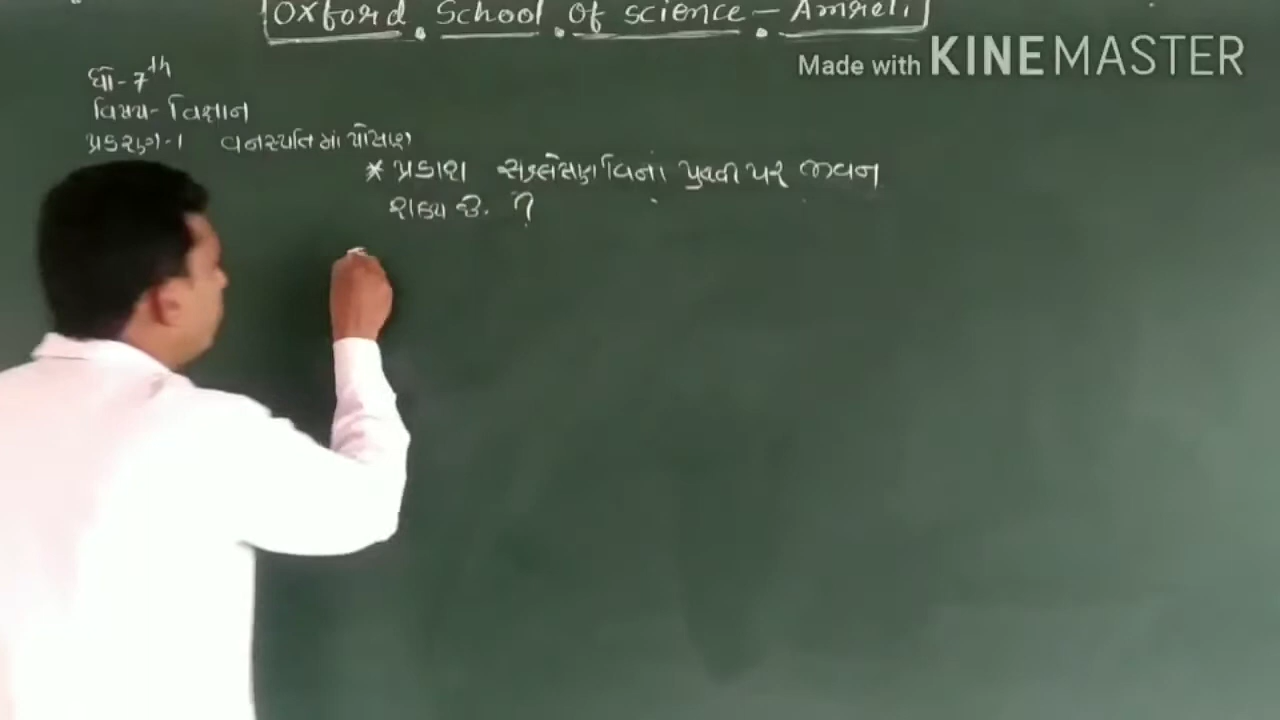 Oxford School of science - Amreli
Made with KINEMASTER
ધો- 7th
વિષય- વિજ્ઞાન
પ્રકરણ-1 વનસ્પતિમાં પોષણ
* પ્રકાશ સંશ્લેષણ વિના પૃથ્વી પર જીવન
શક્ય છે. ?